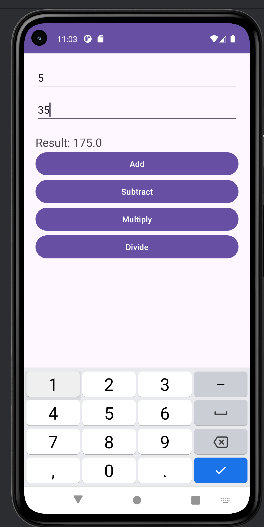 11:03
5
35
Result: 175.0
Add
Subtract
Multiply
Divide
1 2 3 −
4 5 6
7 8 9
, 0 .